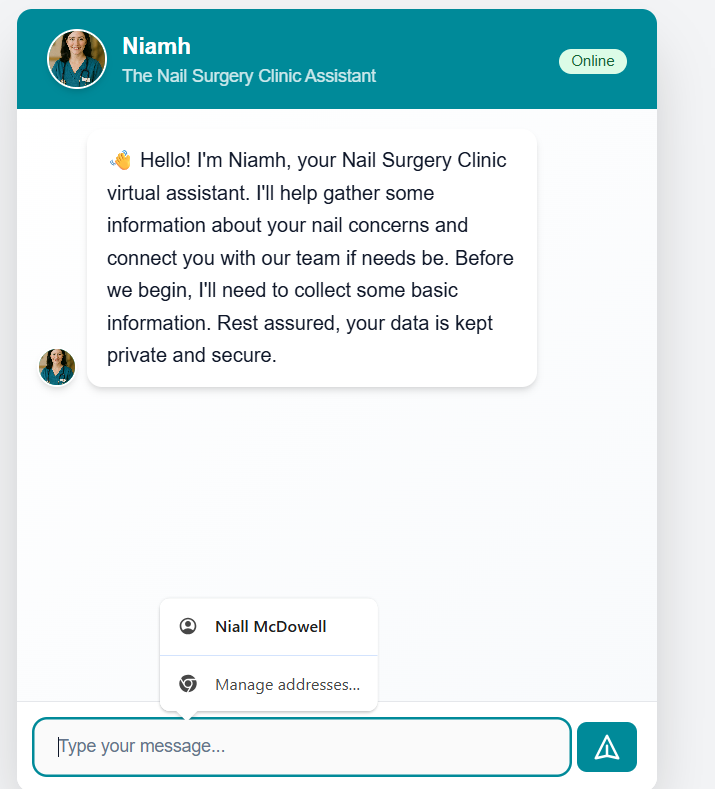 Niamh
The Nail Surgery Clinic Assistant
Online
👋 Hello! I'm Niamh, your Nail Surgery Clinic
virtual assistant. I'll help gather some
information about your nail concerns and
connect you with our team if needs be. Before
we begin, I'll need to collect some basic
information. Rest assured, your data is kept
private and secure.
Niall McDowell
Manage addresses...
Type your message...